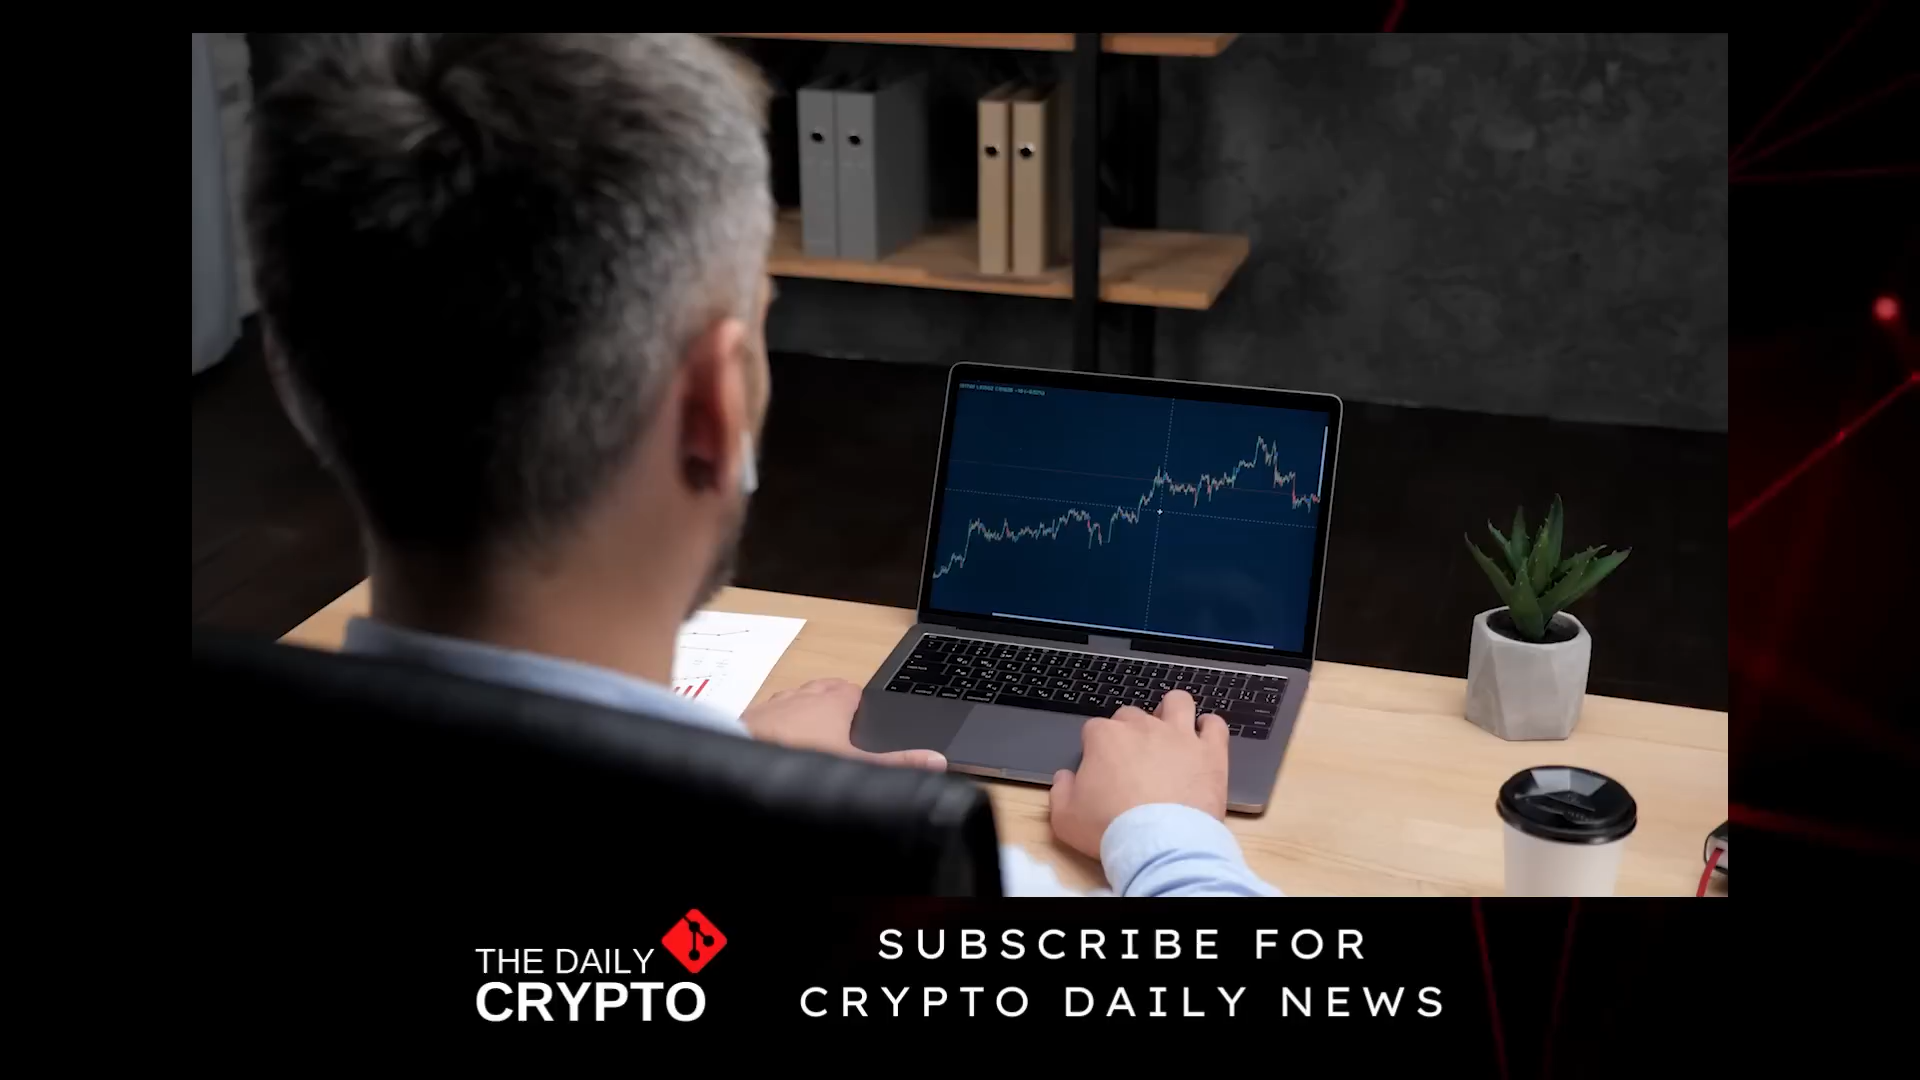 THE DAILY
CRYPTO
SUBSCRIBE FOR
CRYPTO DAILY NEWS